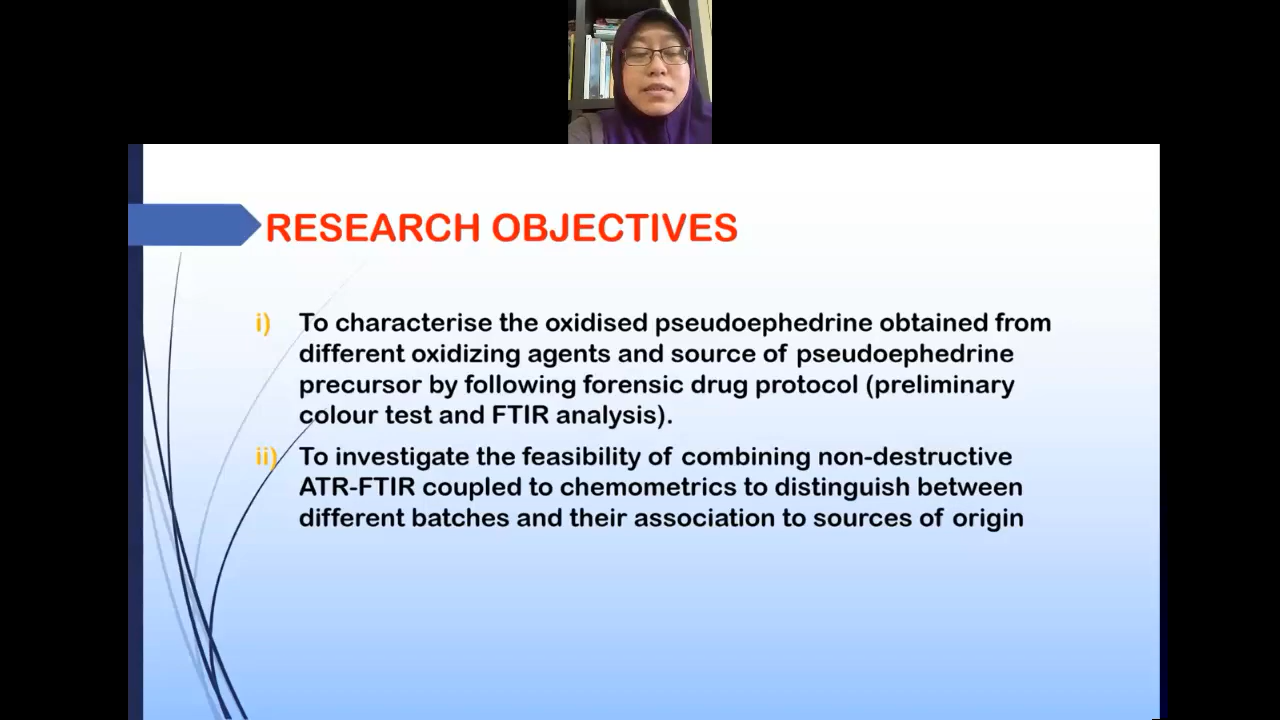 RESEARCH OBJECTIVES
i) To characterise the oxidised pseudoephedrine obtained from
different oxidizing agents and source of pseudoephedrine
precursor by following forensic drug protocol (preliminary
colour test and FTIR analysis).
ii) To investigate the feasibility of combining non-destructive
ATR-FTIR coupled to chemometrics to distinguish between
different batches and their association to sources of origin